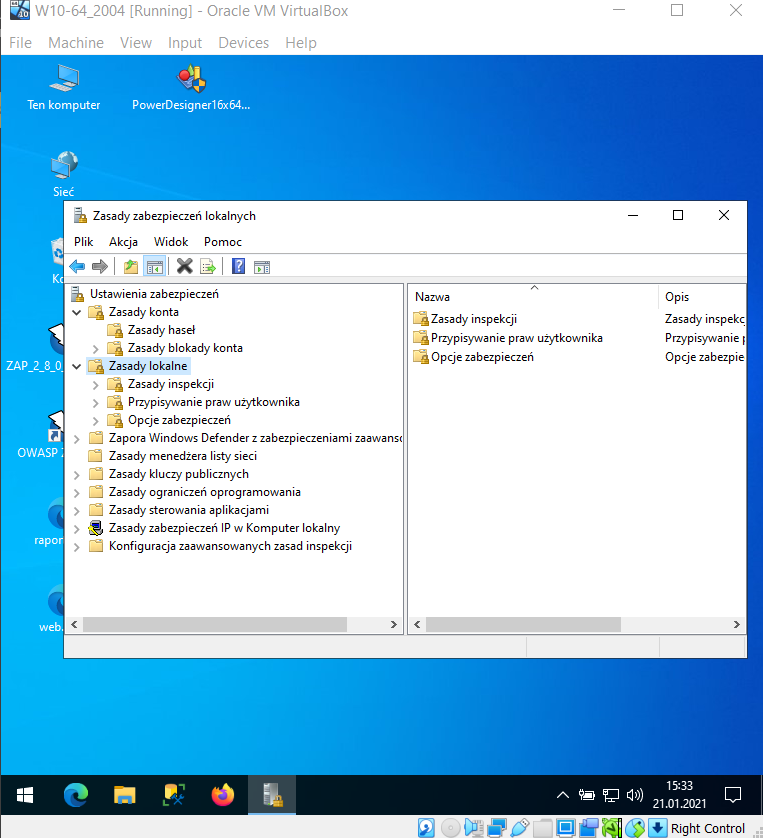 W10-64_2004 [Running] - Oracle VM VirtualBox
File Machine View Input Devices Help
Ten komputer
PowerDesigner16x64...
Sieć
Zasady zabezpieczeń lokalnych
Plik Akcja Widok Pomoc
Ustawienia zabezpieczeń
Zasady konta
Zasady haseł
Zasady blokady konta
Zasady lokalne
Zasady inspekcji
Przypisywanie praw użytkownika
Opcje zabezpieczeń
Zapora Windows Defender z zabezpieczeniami zaawansc
Zasady menedżera listy sieci
Zasady kluczy publicznych
Zasady ograniczeń oprogramowania
Zasady sterowania aplikacjami
Zasady zabezpieczeń IP w Komputer lokalny
Konfiguracja zaawansowanych zasad inspekcji
Nazwa Opis
Zasady inspekcji Zasady inspekc
Przypisywanie praw użytkownika Przypisywanie p
Opcje zabezpieczeń Opcje zabezpie
Ko
ZAP_2_8_0_
OWASP Z
rapor
web.
15:33
21.01.2021
Right Control